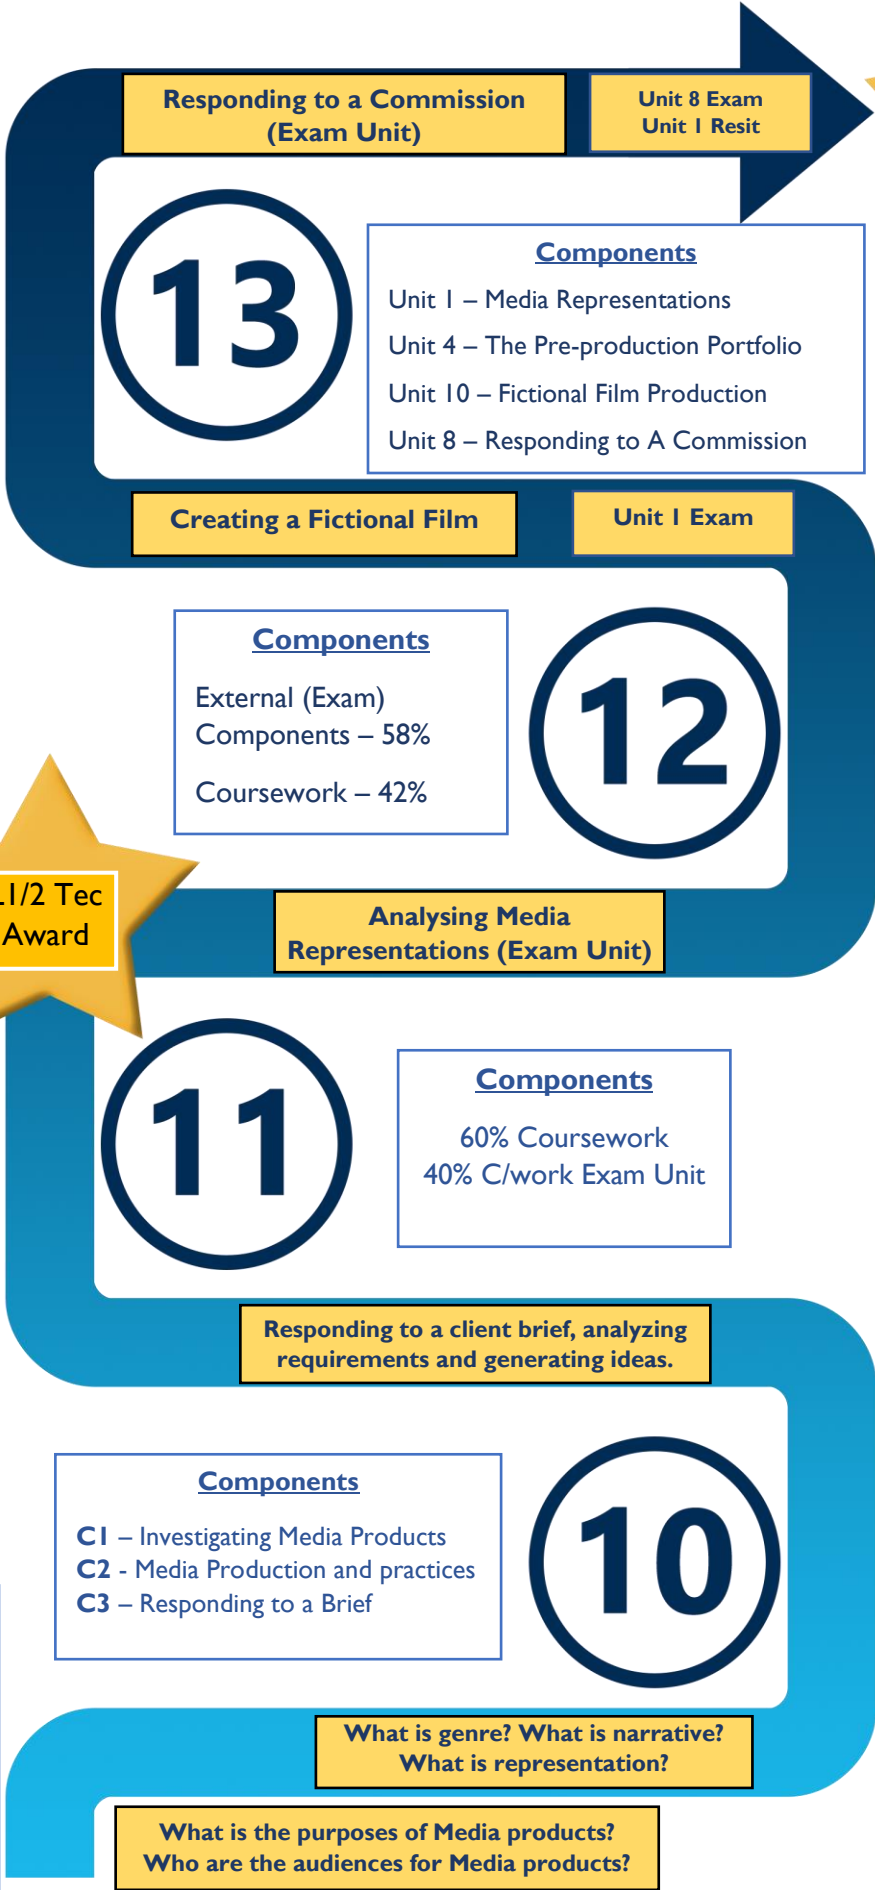 Responding to a Commission
(Exam Unit)
Unit 8 Exam
Unit 1 Resit
13
Components
Unit 1 – Media Representations
Unit 4 – The Pre-production Portfolio
Unit 10 – Fictional Film Production
Unit 8 – Responding to A Commission
Creating a Fictional Film
Unit 1 Exam
Components
External (Exam)
Components – 58%
Coursework – 42%
12
L1/2 Tec
Award
Analysing Media
Representations (Exam Unit)
11
Components
60% Coursework
40% C/work Exam Unit
Responding to a client brief, analyzing
requirements and generating ideas.
Components
C1 – Investigating Media Products
C2 - Media Production and practices
C3 – Responding to a Brief
10
What is genre? What is narrative?
What is representation?
What is the purposes of Media products?
Who are the audiences for Media products?